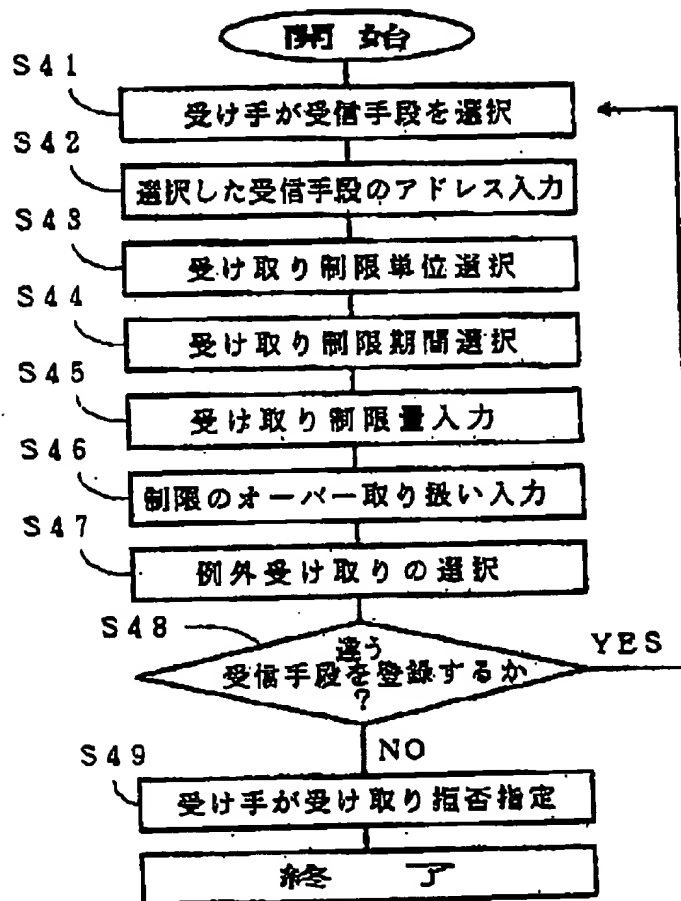 開始
S41
受け手が受信手段を選択
S42
選択した受信手段のアドレス入力
S43
受け取り制限単位選択
S44
受け取り制限期間選択
S45
受け取り制限量入力
S46
制限のオーバー取り扱い入力
S47
例外受け取りの選択
S48
違う
受信手段を登録するか
?
YES
NO
S49
受け手が受け取り拒否指定
終了